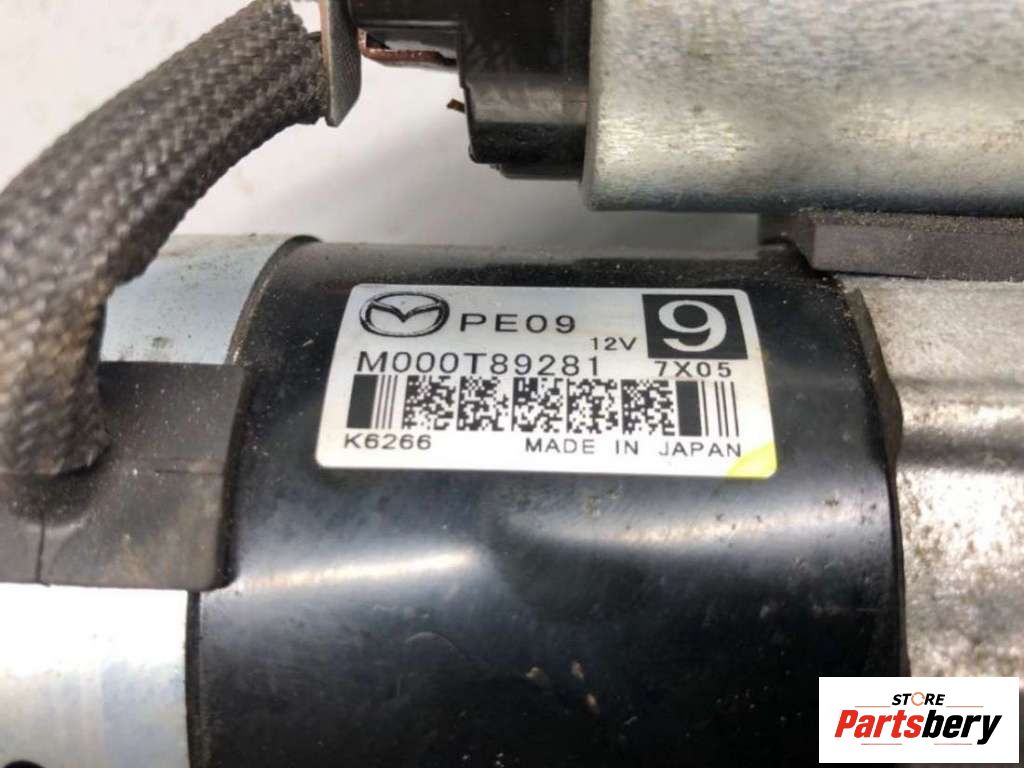 PE09
12V
9
M000T89281
7X05
K6266
MADE IN JAPAN
STORE
Partsbery